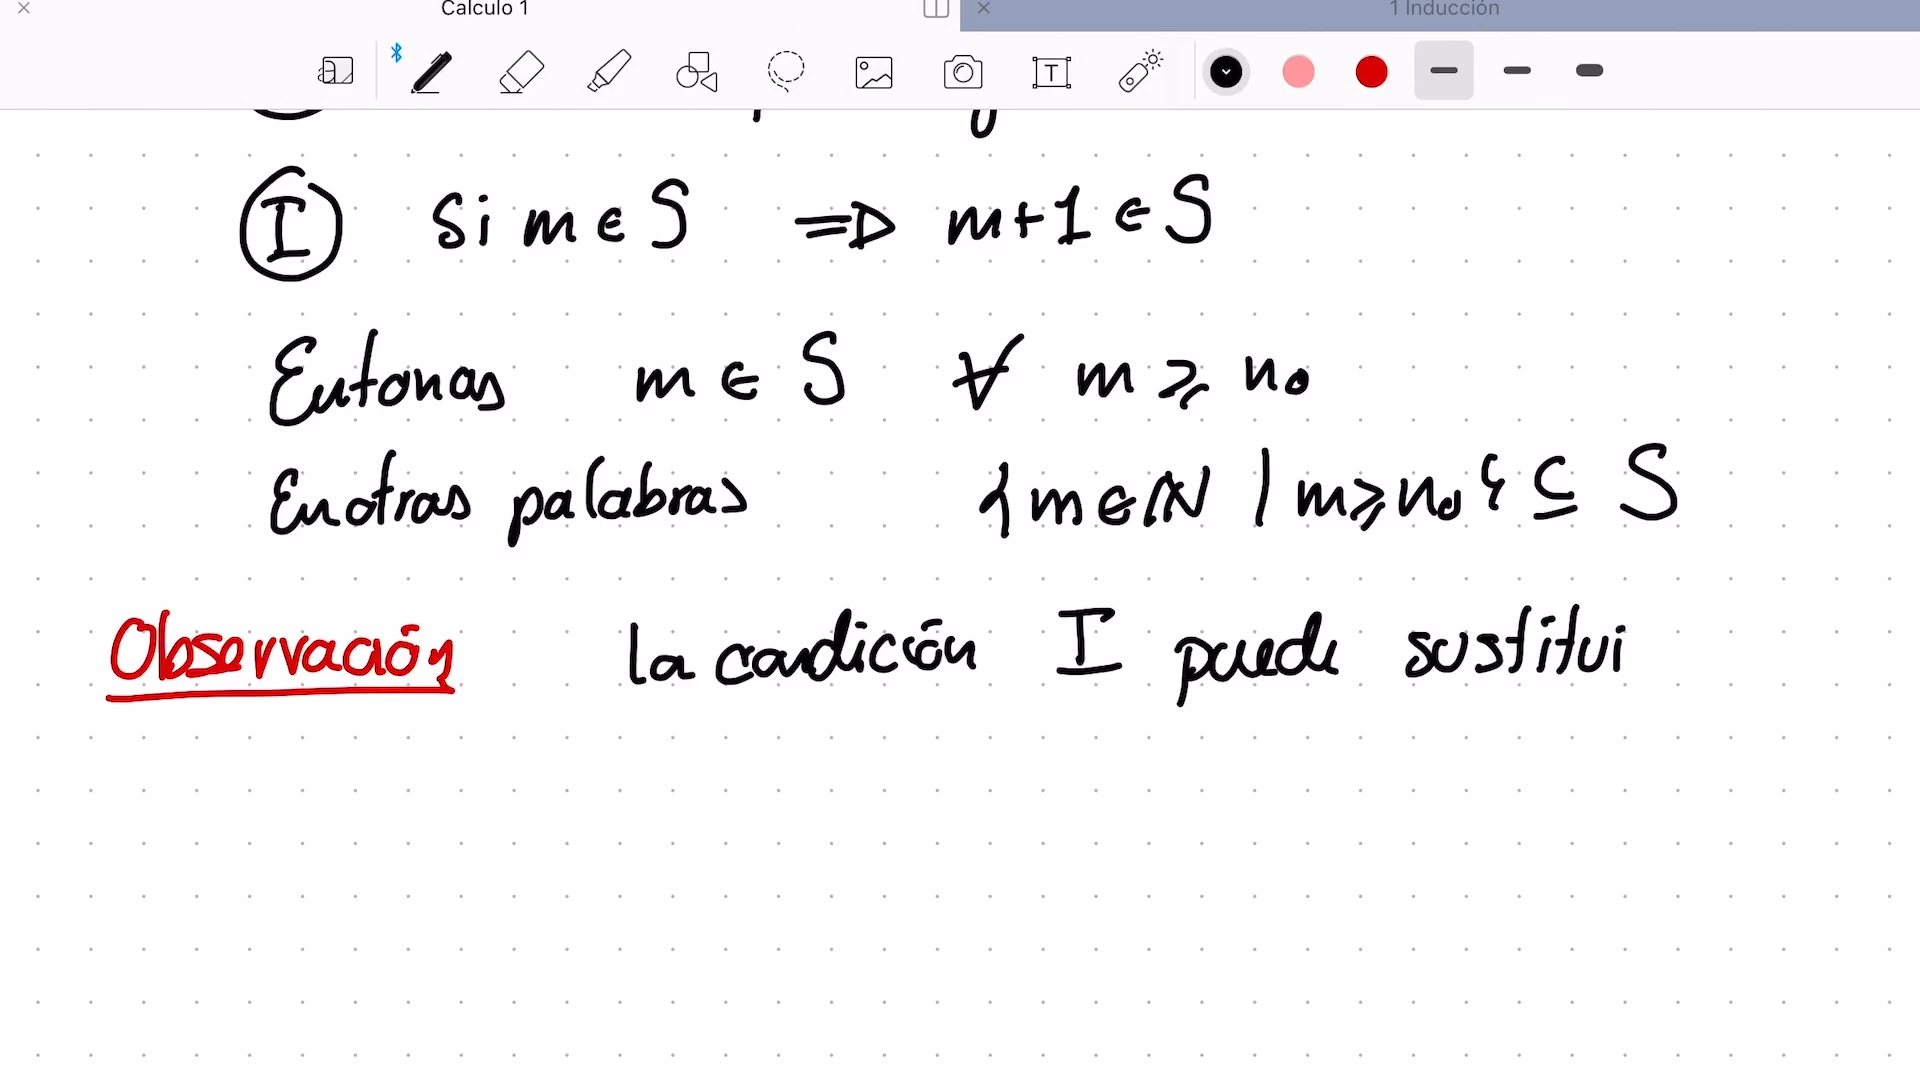 Calculo 1 1 Inducción
I Si m ∈ S ⇒ m+1 ∈ S
Entonces m ∈ S ∀ m ⩾ n₀
En otras palabras {m ∈ ℕ | m ⩾ n₀} ⊆ S
Observación la condición I puede sustitui